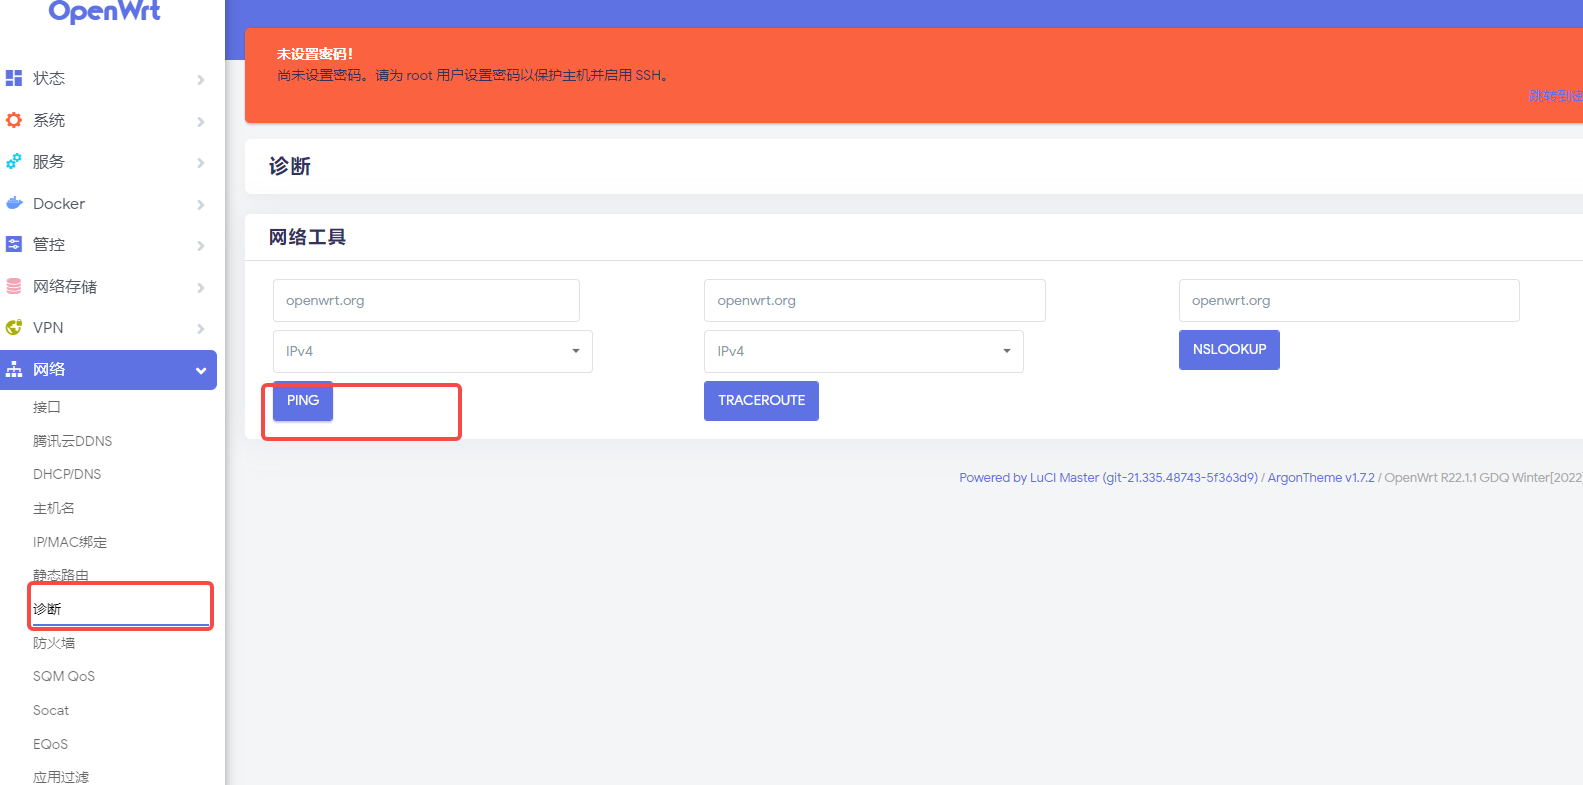 OpenWrt
状态
系统
服务
Docker
管控
网络存储
VPN
网络
接口
腾讯云DDNS
DHCP/DNS
主机名
IP/MAC绑定
静态路由
诊断
防火墙
SQM QoS
Socat
EQoS
应用过滤
未设置密码!
尚未设置密码。请为 root 用户设置密码以保护主机并启用 SSH。
跳转到
诊断
网络工具
openwrt.org
openwrt.org
openwrt.org
IPv4
IPv4
NSLOOKUP
PING
TRACEROUTE
Powered by LuCI Master (git-21.335.48743-5f363d9) / ArgonTheme v1.7.2 / OpenWrt R22.1.1 GDQ Winter[2022]